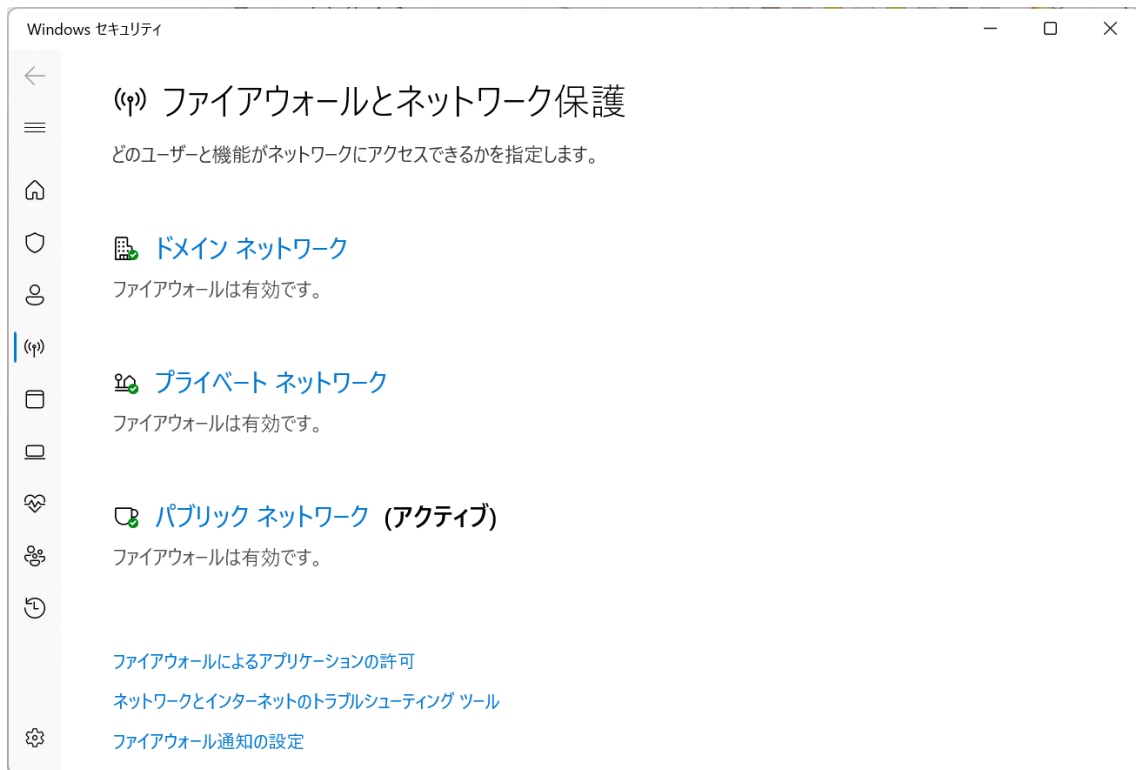 Windows セキュリティ
ファイアウォールとネットワーク保護
どのユーザーと機能がネットワークにアクセスできるかを指定します。
ドメイン ネットワーク
ファイアウォールは有効です。
プライベート ネットワーク
ファイアウォールは有効です。
パブリック ネットワーク (アクティブ)
ファイアウォールは有効です。
ファイアウォールによるアプリケーションの許可
ネットワークとインターネットのトラブルシューティング ツール
ファイアウォール通知の設定